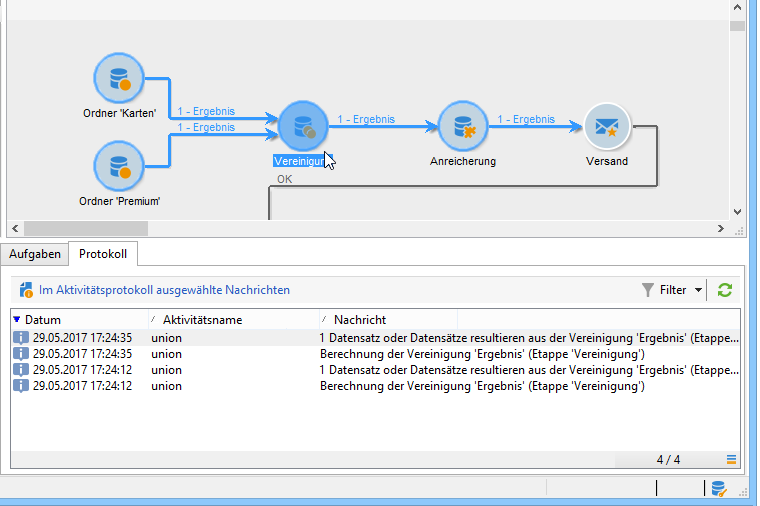 Ordner 'Karten'
1 - Ergebnis
1 - Ergebnis
1 - Ergebnis
1 - Ergebnis
Vereinigung
Anreicherung
Versand
OK
Ordner 'Premium'
Aufgaben
Protokoll
Im Aktivitätsprotokoll ausgewählte Nachrichten
Filter
Datum Aktivitätsname Nachricht
29.05.2017 17:24:35 union 1 Datensatz oder Datensätze resultieren aus der Vereinigung 'Ergebnis' (Etappe...
29.05.2017 17:24:35 union Berechnung der Vereinigung 'Ergebnis' (Etappe 'Vereinigung')
29.05.2017 17:24:12 union 1 Datensatz oder Datensätze resultieren aus der Vereinigung 'Ergebnis' (Etappe...
29.05.2017 17:24:12 union Berechnung der Vereinigung 'Ergebnis' (Etappe 'Vereinigung')
4 / 4